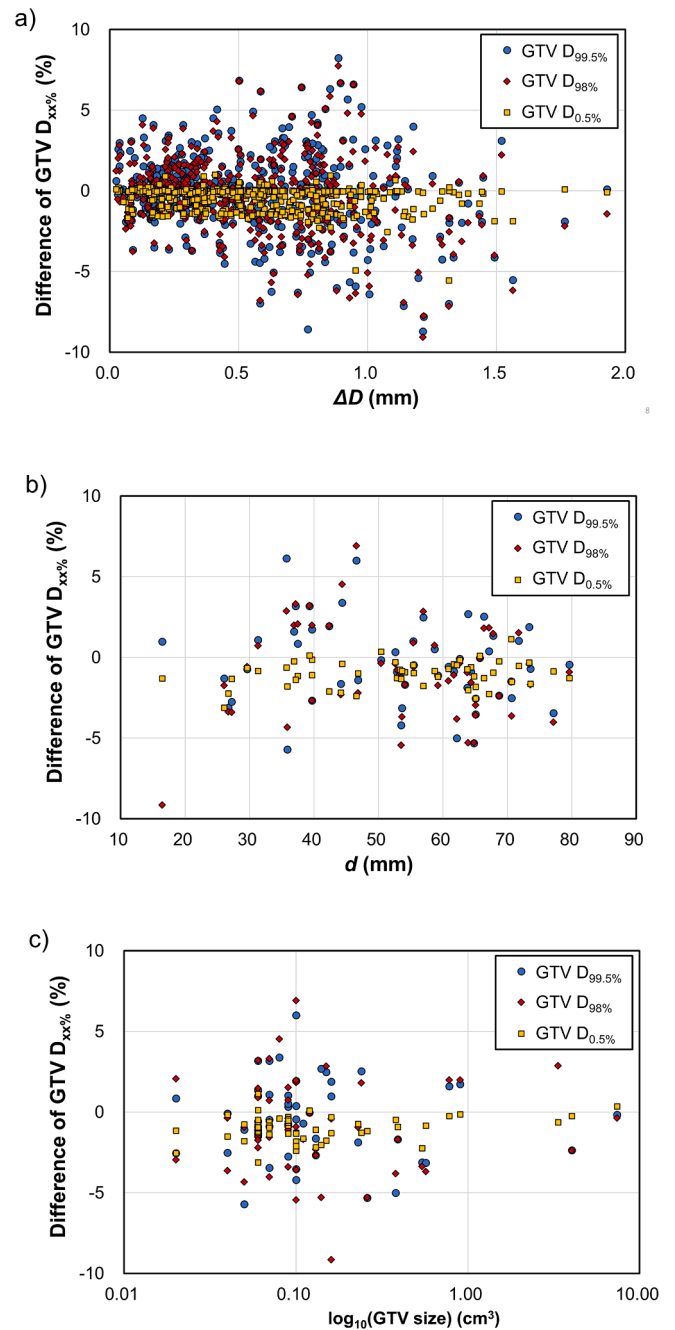 a)
10
5
0
-5
-10
Difference of GTV Dxx% (%)
GTV D99.5%
GTV D98%
GTV D0.5%
0.0 0.5 1.0 1.5 2.0
ΔD (mm)
8
b)
10
5
0
-5
-10
Difference of GTV Dxx% (%)
GTV D99.5%
GTV D98%
GTV D0.5%
10 20 30 40 50 60 70 80 90
d (mm)
c)
10
5
0
-5
-10
Difference of GTV Dxx% (%)
GTV D99.5%
GTV D98%
GTV D0.5%
0.01 0.10 1.00 10.00
log10(GTV size) (cm³)